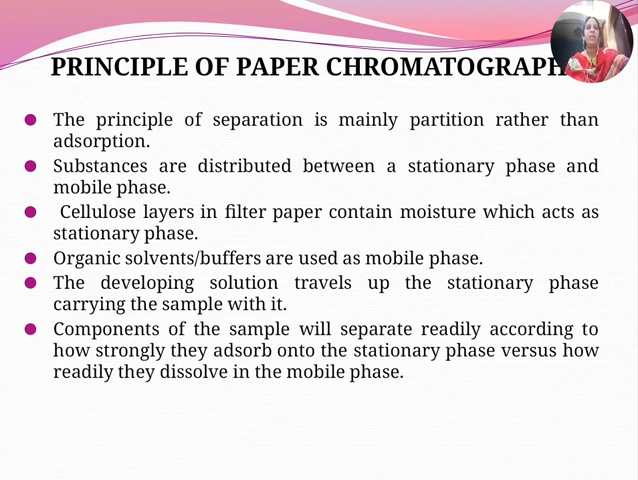 PRINCIPLE OF PAPER CHROMATOGRAPH
The principle of separation is mainly partition rather than
adsorption.
Substances are distributed between a stationary phase and
mobile phase.
Cellulose layers in filter paper contain moisture which acts as
stationary phase.
Organic solvents/buffers are used as mobile phase.
The developing solution travels up the stationary phase
carrying the sample with it.
Components of the sample will separate readily according to
how strongly they adsorb onto the stationary phase versus how
readily they dissolve in the mobile phase.